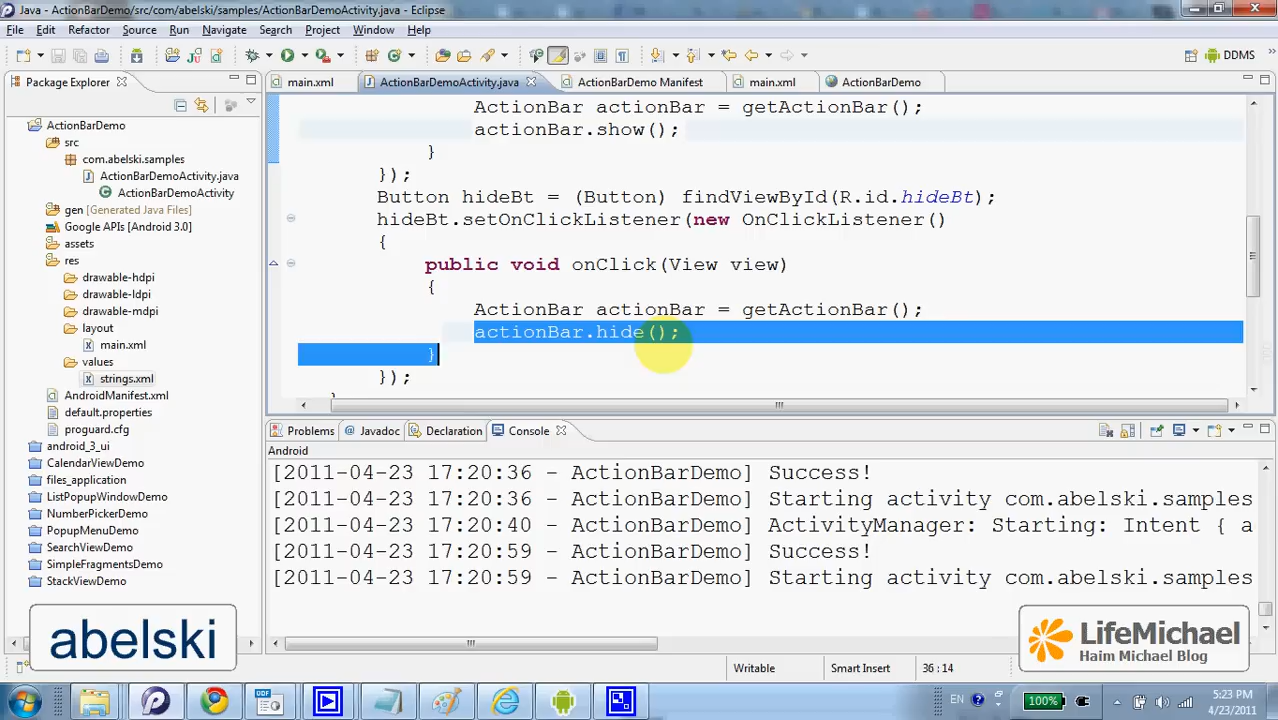 Java - ActionBarDemo/src/com/abelski/samples/ActionBarDemoActivity.java - Eclipse
File Edit Refactor Source Run Navigate Search Project Window Help
DDMS
Package Explorer
main.xml ActionBarDemoActivity.java ActionBarDemo Manifest main.xml ActionBarDemo
ActionBarDemo
src
com.abelski.samples
ActionBarDemoActivity.java
ActionBarDemoActivity
gen [Generated Java Files]
Google APIs [Android 3.0]
assets
res
drawable-hdpi
drawable-ldpi
drawable-mdpi
layout
main.xml
values
strings.xml
AndroidManifest.xml
default.properties
proguard.cfg
android_3_ui
CalendarViewDemo
files_application
ListPopupWindowDemo
NumberPickerDemo
PopupMenuDemo
SearchViewDemo
SimpleFragmentsDemo
StackViewDemo
ActionBar actionBar = getActionBar();
actionBar.show();
}
});
Button hideBt = (Button) findViewById(R.id.hideBt);
hideBt.setOnClickListener(new OnClickListener()
{
public void onClick(View view)
{
ActionBar actionBar = getActionBar();
actionBar.hide();
}
});
Problems Javadoc Declaration Console
Android
[2011-04-23 17:20:36 - ActionBarDemo] Success!
[2011-04-23 17:20:36 - ActionBarDemo] Starting activity com.abelski.samples
[2011-04-23 17:20:40 - ActionBarDemo] ActivityManager: Starting: Intent { a
[2011-04-23 17:20:59 - ActionBarDemo] Success!
[2011-04-23 17:20:59 - ActionBarDemo] Starting activity com.abelski.samples
abelski
LifeMichael
Haim Michael Blog
Writable Smart Insert 36 : 14
EN 100% 5:23 PM
4/23/2011